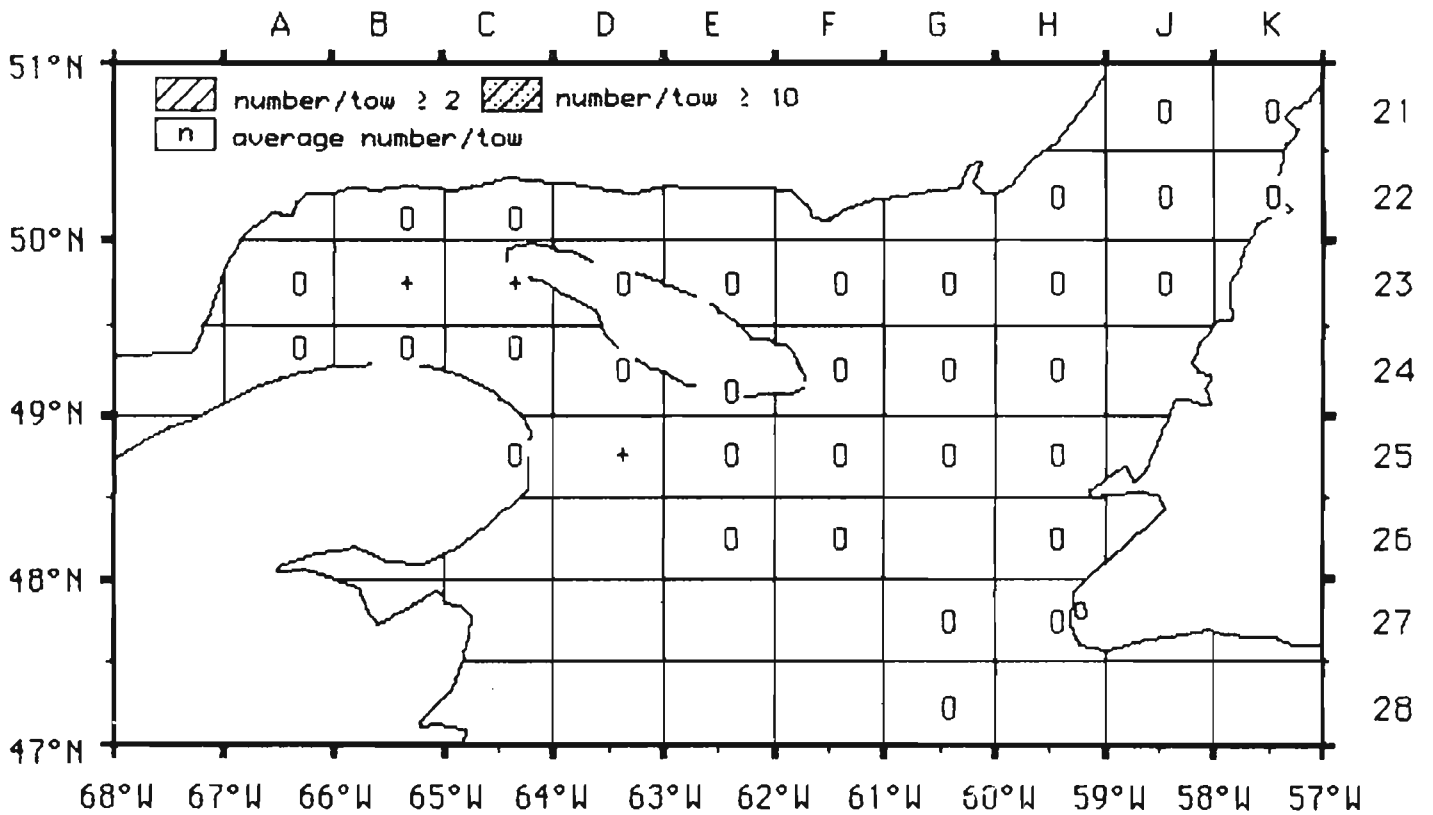 A B C D E F G H J K
51°N
number/tow ≥ 2 number/tow ≥ 10
n average number/tow
0 0 21
0 0 0 0 0 22
50°N
0 + + 0 0 0 0 0 0 23
0 0 0 0 0 0 0 0 24
49°N
0 + 0 0 0 0 25
0 0 0 26
48°N
0 0 27
0 28
47°N
68°W 67°W 66°W 65°W 64°W 63°W 62°W 61°W 60°W 59°W 58°W 57°W